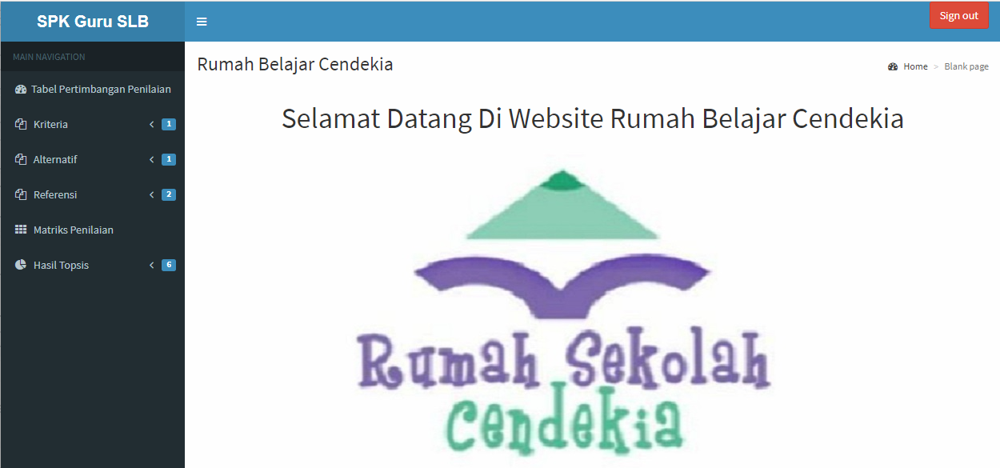 SPK Guru SLB
Sign out
MAIN NAVIGATION
Tabel Pertimbangan Penilaian
Kriteria 1
Alternatif 1
Referensi 2
Matriks Penilaian
Hasil Topsis 6
Rumah Belajar Cendekia
Home > Blank page
Selamat Datang Di Website Rumah Belajar Cendekia
Rumah Sekolah
Cendekia